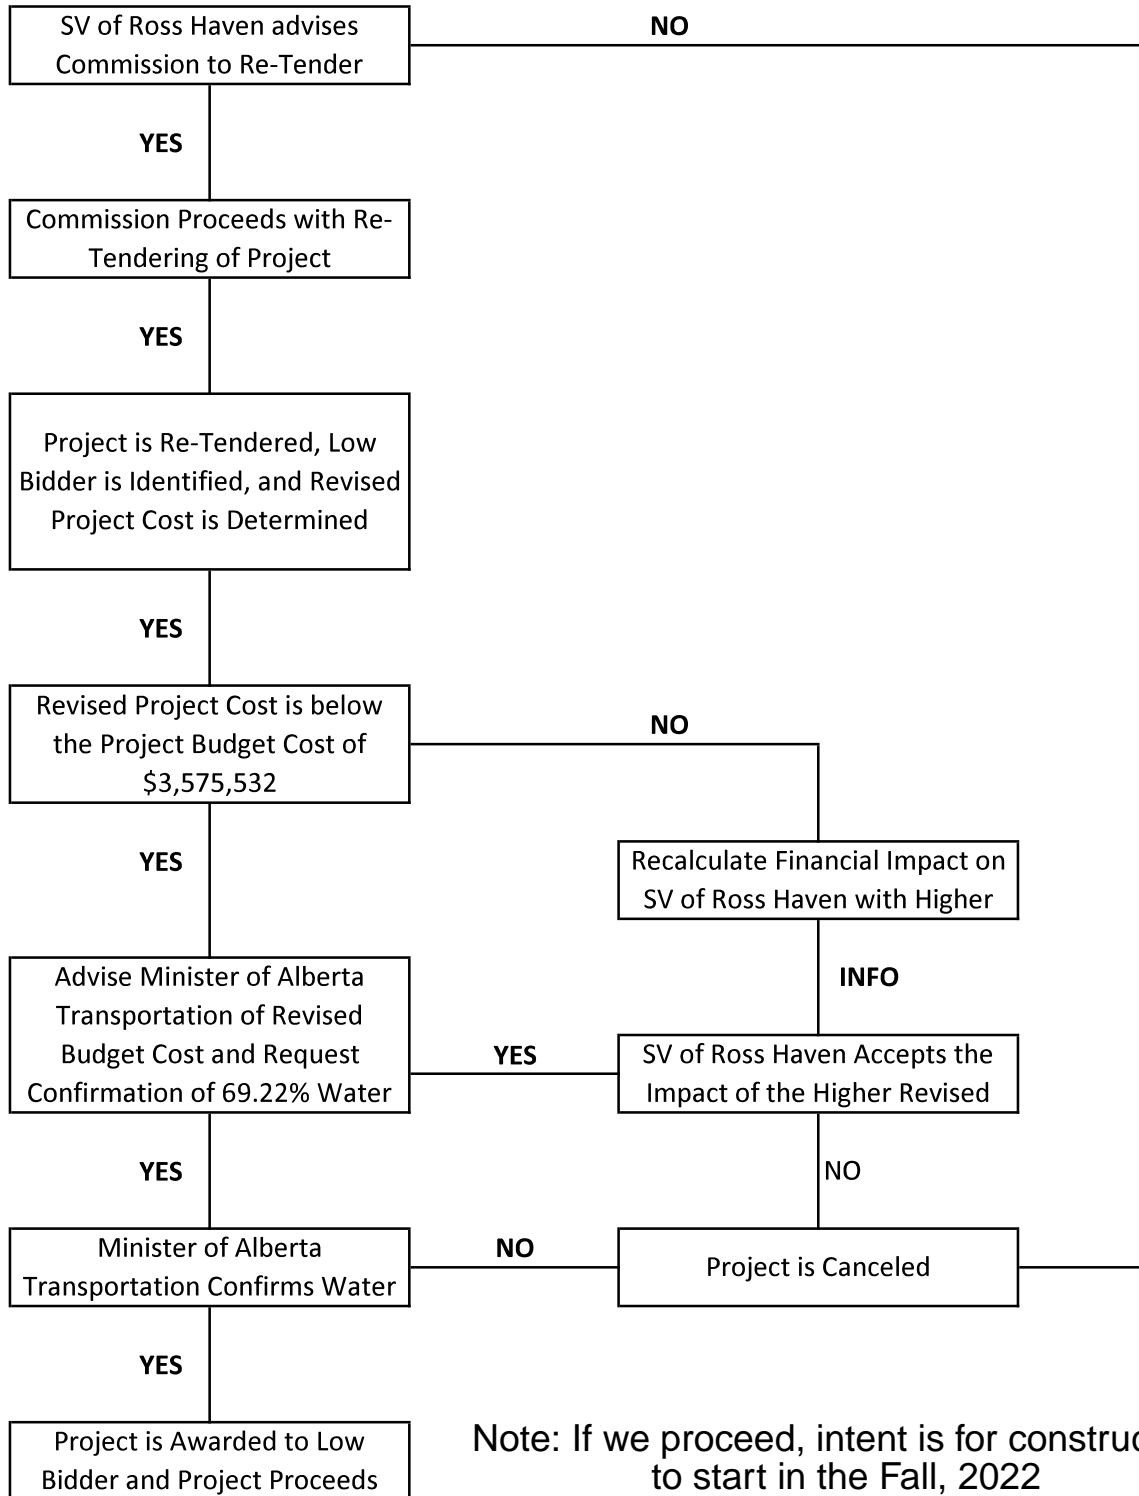 SV of Ross Haven advises
Commission to Re-Tender
NO
YES
Commission Proceeds with Re-
Tendering of Project
YES
Project is Re-Tendered, Low
Bidder is Identified, and Revised
Project Cost is Determined
YES
Revised Project Cost is below
the Project Budget Cost of
$3,575,532
NO
YES
Recalculate Financial Impact on
SV of Ross Haven with Higher
INFO
Advise Minister of Alberta
Transportation of Revised
Budget Cost and Request
Confirmation of 69.22% Water
YES
SV of Ross Haven Accepts the
Impact of the Higher Revised
YES
NO
Minister of Alberta
Transportation Confirms Water
NO
Project is Canceled
YES
Project is Awarded to Low
Bidder and Project Proceeds
Note: If we proceed, intent is for construc
to start in the Fall, 2022